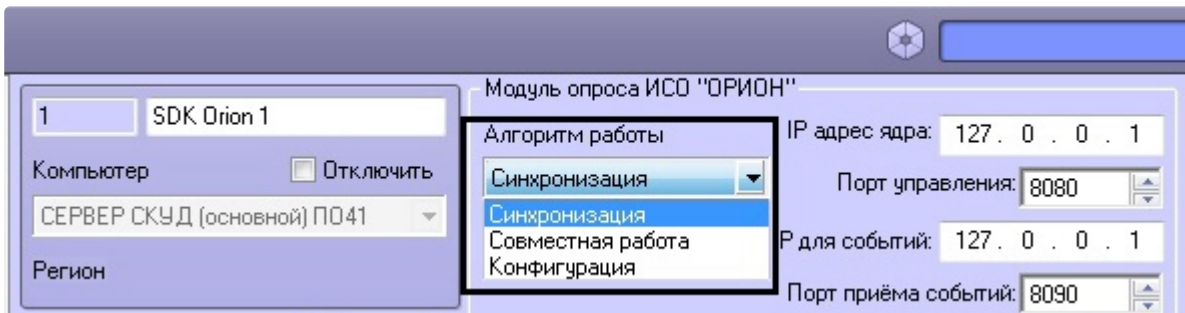 1
SDK Orion 1
Компьютер
Отключить
СЕРВЕР СКУД (основной) ПО41
Регион
Модуль опроса ИСО "ОРИОН"
Алгоритм работы
Синхронизация
Синхронизация
Совместная работа
Конфигурация
IP адрес ядра: 127 . 0 . 0 . 1
Порт управления: 8080
Р для событий: 127 . 0 . 0 . 1
Порт приёма событий: 8090